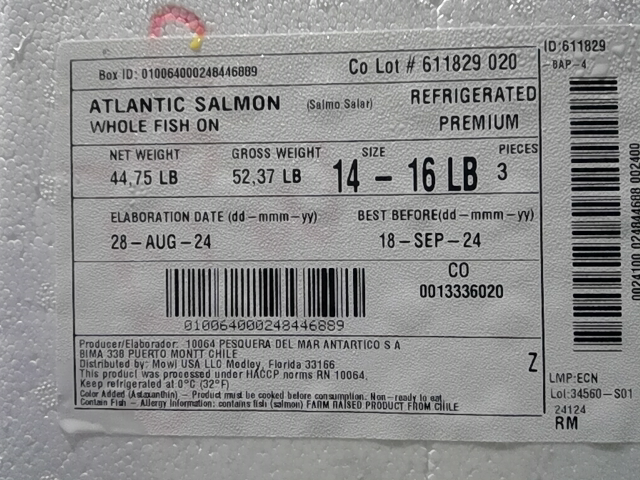 Box ID: 010064000248446889
Co Lot # 611829 020
ATLANTIC SALMON (Salmo Salar)
REFRIGERATED
WHOLE FISH ON
PREMIUM
NET WEIGHT
GROSS WEIGHT
SIZE
PIECES
44,75 LB
52,37 LB
14 - 16 LB
3
ELABORATION DATE (dd-mmm-yy)
BEST BEFORE(dd-mmm-yy)
28-AUG-24
18-SEP-24
CO
0013336020
010064000248446889
Producer/Elaborador: 10064 PESQUERA DEL MAR ANTARTICO S A
BIMA 338 PUERTO MONTT CHILE
Distributed by: Mowi USA LLC Medley, Florida 33166
This product was processed under HACCP norms RN 10064,
Keep refrigerated at 0°C (32°F)
Color Added (Astaxanthin) - Product must be cooked before consumption. Non-ready to eat
Contain Fish - Allergy Information: contains fish (salmon) FARM RAISED PRODUCT FROM CHILE
Z
ID:611829
BAP-4
0024100 024844689 002400
LMP:ECN
Lol:34560-S01
24124
RM